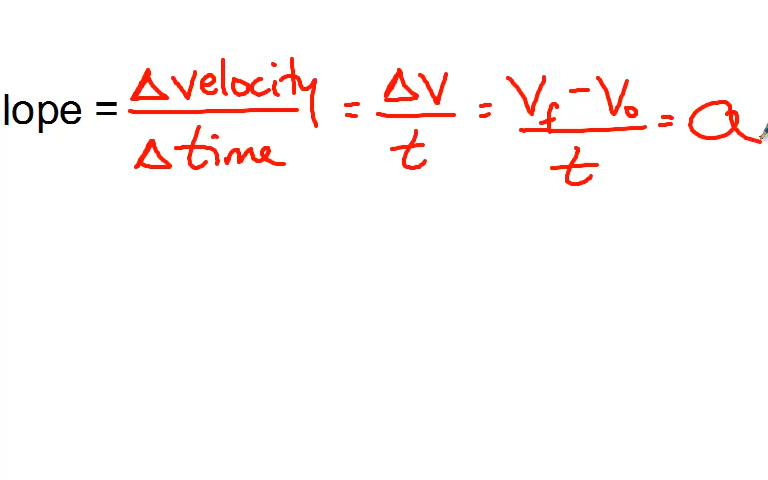 lope = Δvelocity / Δtime = ΔV / t = Vf - Vo / t = a